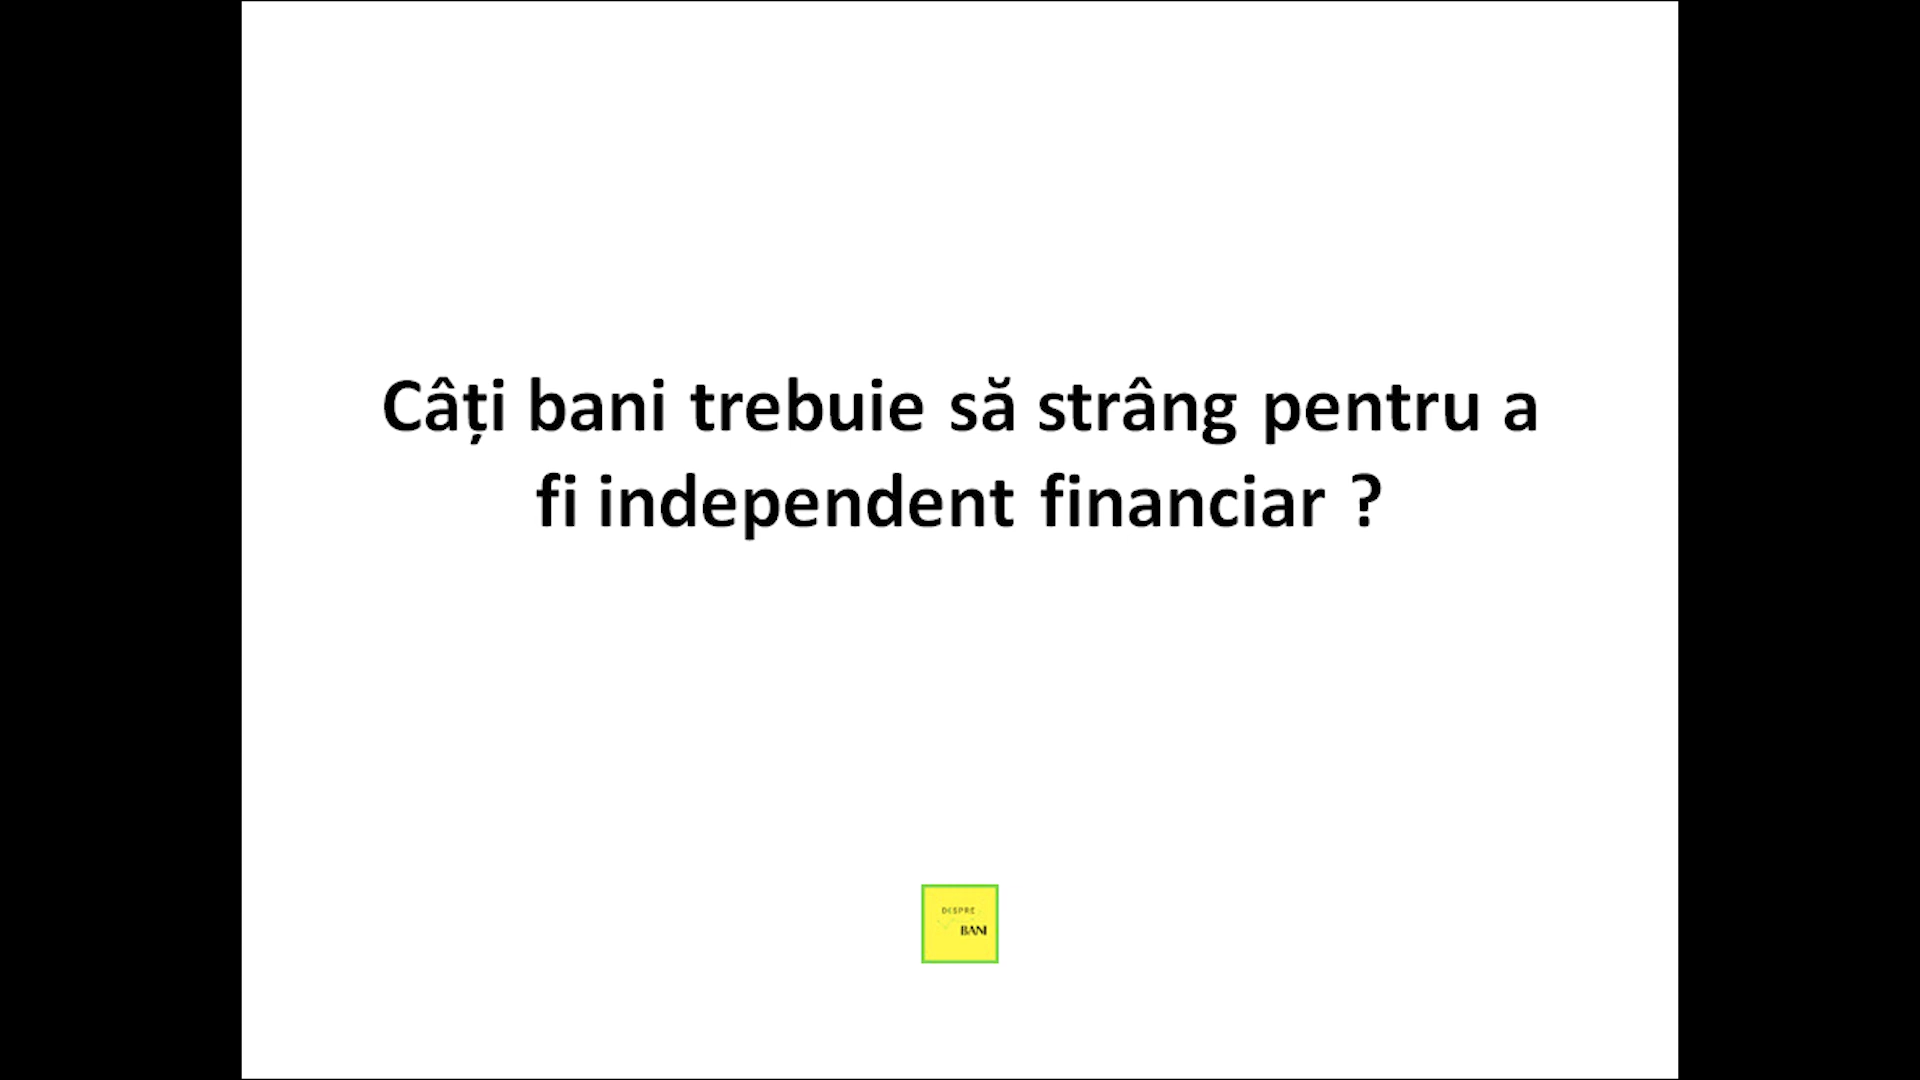 Câți bani trebuie să strâng pentru a
fi independent financiar ?
DESPRE
BANI